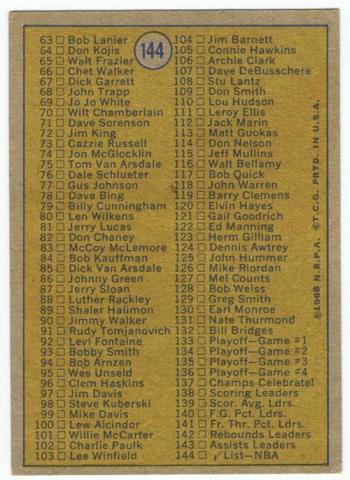 144
63 Bob Lanier
64 Don Kojis
65 Walt Frazier
66 Chet Walker
67 Dick Garrett
68 John Trapp
69 Jo Jo White
70 Wilt Chamberlain
71 Dave Sorenson
72 Jim King
73 Cazzie Russell
74 Jon McGlocklin
75 Tom Van Arsdale
76 Dale Schlueter
77 Gus Johnson
78 Dave Bing
79 Billy Cunningham
80 Len Wilkens
81 Jerry Lucas
82 Don Chaney
83 McCoy McLemore
84 Bob Kauffman
85 Dick Van Arsdale
86 Johnny Green
87 Jerry Sloan
88 Luther Rackley
89 Shaler Halimon
90 Jimmy Walker
91 Rudy Tomjanovich
92 Levi Fontaine
93 Bobby Smith
94 Bob Arnzen
95 Wes Unseld
96 Clem Haskins
97 Jim Davis
98 Steve Kuberski
99 Mike Davis
100 Lew Alcindor
101 Willie McCarter
102 Charlie Paulk
103 Lee Winfield
104 Jim Barnett
105 Connie Hawkins
106 Archie Clark
107 Dave DeBusschere
108 Stu Lantz
109 Don Smith
110 Lou Hudson
111 Leroy Ellis
112 Jack Marin
113 Matt Guokas
114 Don Nelson
115 Jeff Mullins
116 Walt Bellamy
117 Bob Quick
118 John Warren
119 Barry Clemens
120 Elvin Hayes
121 Gail Goodrich
122 Ed Manning
123 Herm Gilliam
124 Dennis Awtrey
125 John Hummer
126 Mike Riordan
127 Mel Counts
128 Bob Weiss
129 Greg Smith
130 Earl Monroe
131 Nate Thurmond
132 Bill Bridges
133 Playoff—Game #1
134 Playoff—Game #2
135 Playoff—Game #3
136 Playoff—Game #4
137 Champs Celebrate!
138 Scoring Leaders
139 Scor. Avg. Ldrs.
140 F.G. Pct. Ldrs.
141 Fr. Thr. Pct. Ldrs.
142 Rebounds Leaders
143 Assists Leaders
144 √ List—NBA
©1968 N.B.P.A. ©T.C.G. PRTD. IN U.S.A.